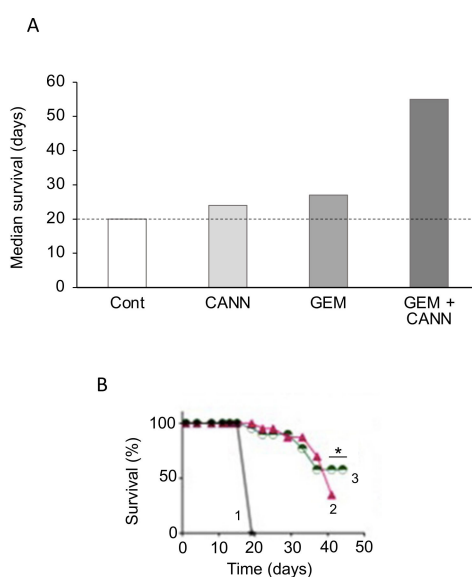 A
Median survival (days)
60
50
40
30
20
10
0
Cont
CANN
GEM
GEM +
CANN
B
Survival (%)
100
50
0
1
*
3
2
0
10
20
30
40
50
Time (days)